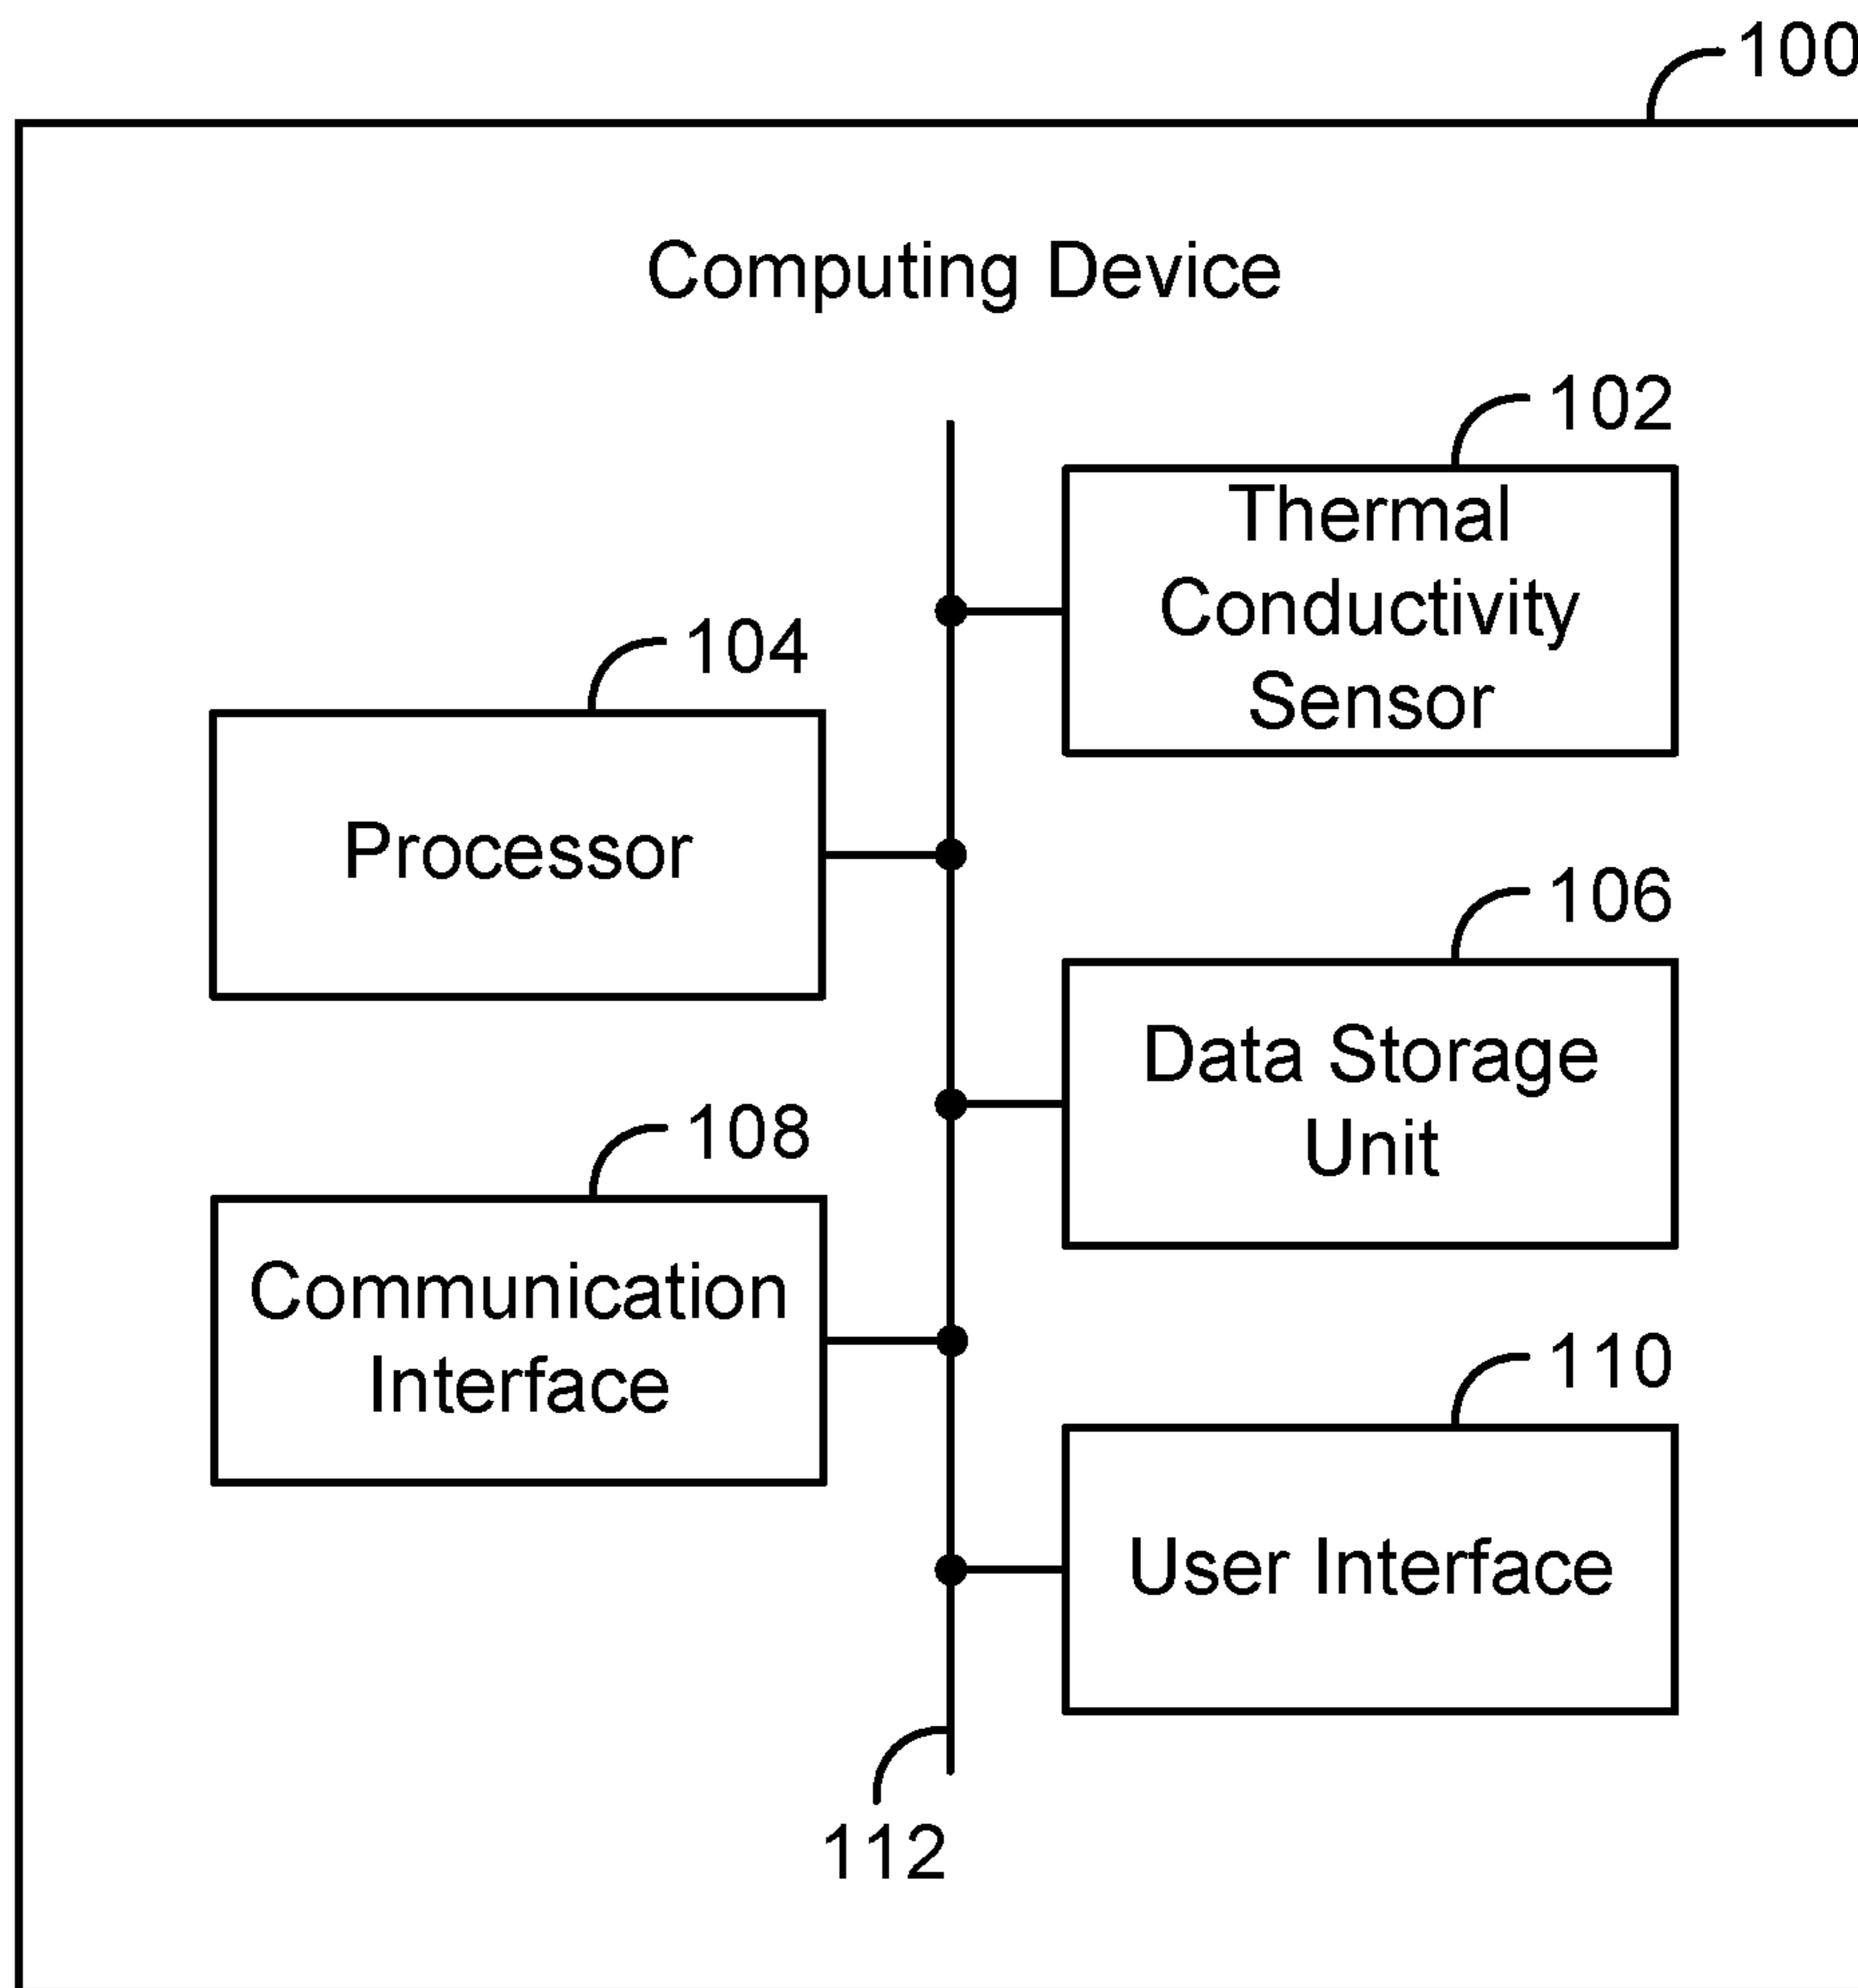 100
Computing Device
102
Thermal
Conductivity
Sensor
104
Processor
106
Data Storage
Unit
108
Communication
Interface
110
User Interface
112